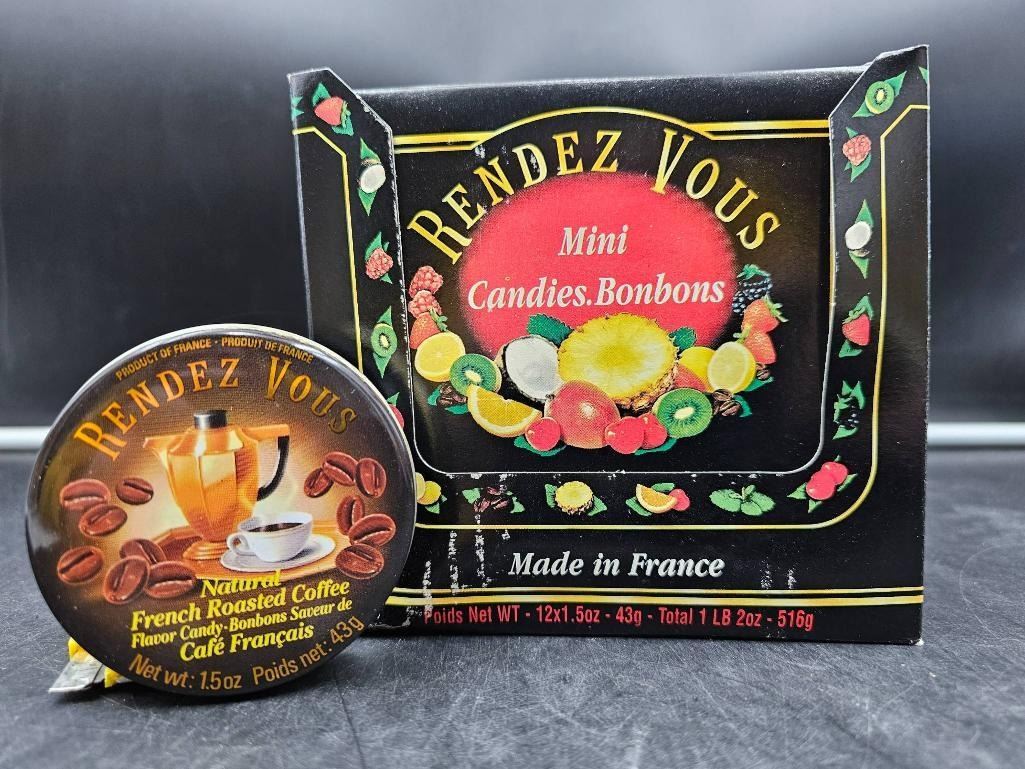 PRODUCT OF FRANCE • PRODUIT DE FRANCE
RENDEZ VOUS
Natural
French Roasted Coffee
Flavor Candy-Bonbons Saveur de
Café Français
Net wt: 1.5oz Poids net: 43g
RENDEZ VOUS
Mini
Candies.Bonbons
Made in France
Poids Net WT - 12x1.5oz - 43g - Total 1 LB 2oz - 516g